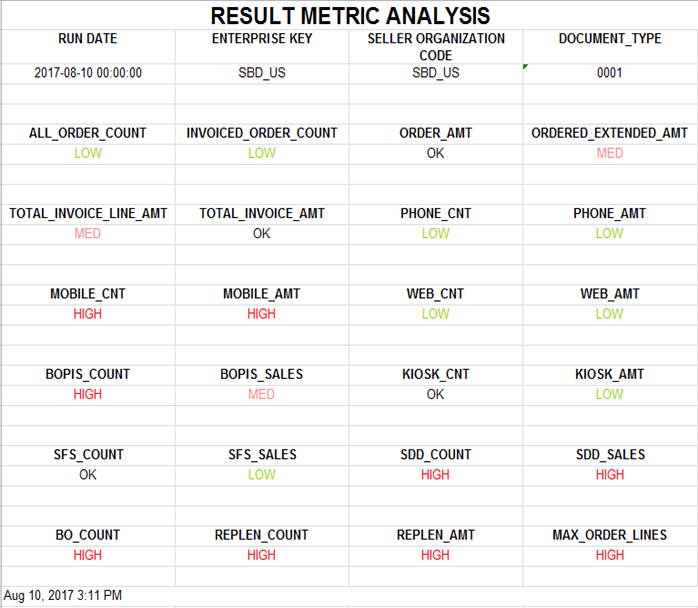 RESULT METRIC ANALYSIS
RUN DATE ENTERPRISE KEY SELLER ORGANIZATION CODE DOCUMENT_TYPE
2017-08-10 00:00:00 SBD_US SBD_US 0001
ALL_ORDER_COUNT INVOICED_ORDER_COUNT ORDER_AMT ORDERED_EXTENDED_AMT
LOW LOW OK MED
TOTAL_INVOICE_LINE_AMT TOTAL_INVOICE_AMT PHONE_CNT PHONE_AMT
MED OK LOW LOW
MOBILE_CNT MOBILE_AMT WEB_CNT WEB_AMT
HIGH HIGH LOW LOW
BOPIS_COUNT BOPIS_SALES KIOSK_CNT KIOSK_AMT
HIGH MED OK LOW
SFS_COUNT SFS_SALES SDD_COUNT SDD_SALES
OK LOW HIGH HIGH
BO_COUNT REPLEN_COUNT REPLEN_AMT MAX_ORDER_LINES
HIGH HIGH HIGH HIGH
Aug 10, 2017 3:11 PM